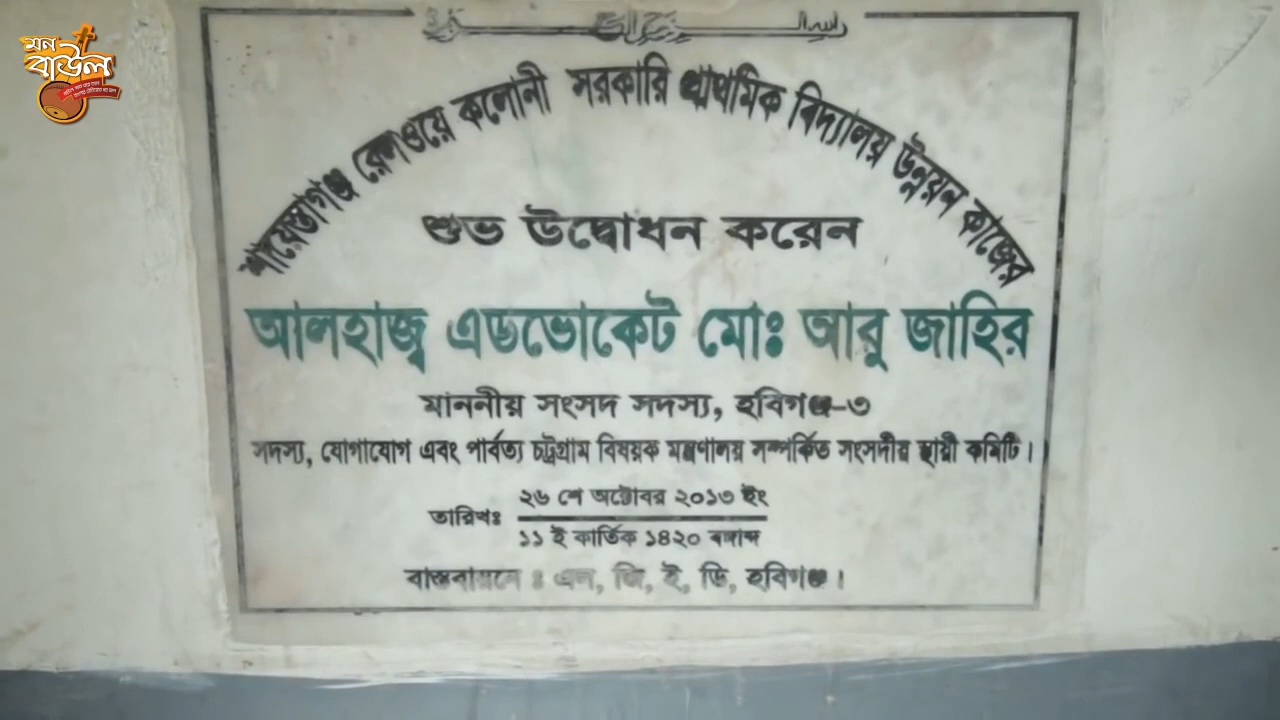 মন
বাউল
শায়েস্তাগঞ্জ রেলওয়ে কলোনী সরকারি প্রাথমিক বিদ্যালয় উন্নয়ন কাজের
শুভ উদ্বোধন করেন
আলহাজ্ব এডভোকেট মোঃ আবু জাহির
মাননীয় সংসদ সদস্য, হবিগঞ্জ-৩
সদস্য, যোগাযোগ এবং পার্বত্য চট্টগ্রাম বিষয়ক মন্ত্রণালয় সম্পর্কিত সংসদীয় স্থায়ী কমিটি।
তারিখঃ ২৬ শে অক্টোবর ২০১৩ ইং
১১ ই কার্তিক ১৪২০ বঙ্গাব্দ
বাস্তবায়নে ঃ এল, জি, ই, ডি, হবিগঞ্জ।